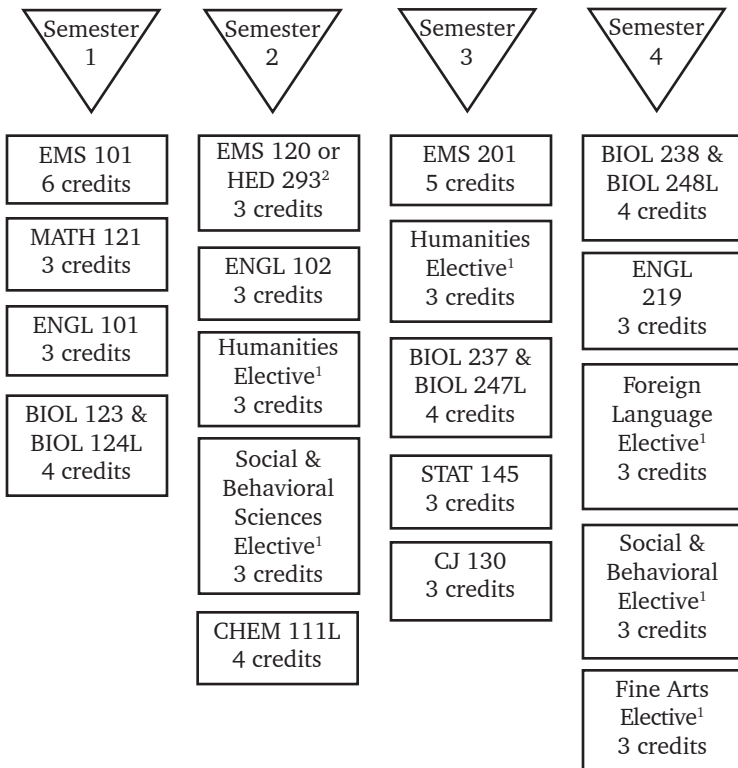 Semester
1
EMS 101
6 credits
MATH 121
3 credits
ENGL 101
3 credits
BIOL 123 &
BIOL 124L
4 credits
Semester
2
EMS 120 or
HED 293²
3 credits
ENGL 102
3 credits
Humanities
Elective¹
3 credits
Social &
Behavioral
Sciences
Elective¹
3 credits
CHEM 111L
4 credits
Semester
3
EMS 201
5 credits
Humanities
Elective¹
3 credits
BIOL 237 &
BIOL 247L
4 credits
STAT 145
3 credits
CJ 130
3 credits
Semester
4
BIOL 238 &
BIOL 248L
4 credits
ENGL
219
3 credits
Foreign
Language
Elective¹
3 credits
Social &
Behavioral
Elective¹
3 credits
Fine Arts
Elective¹
3 credits